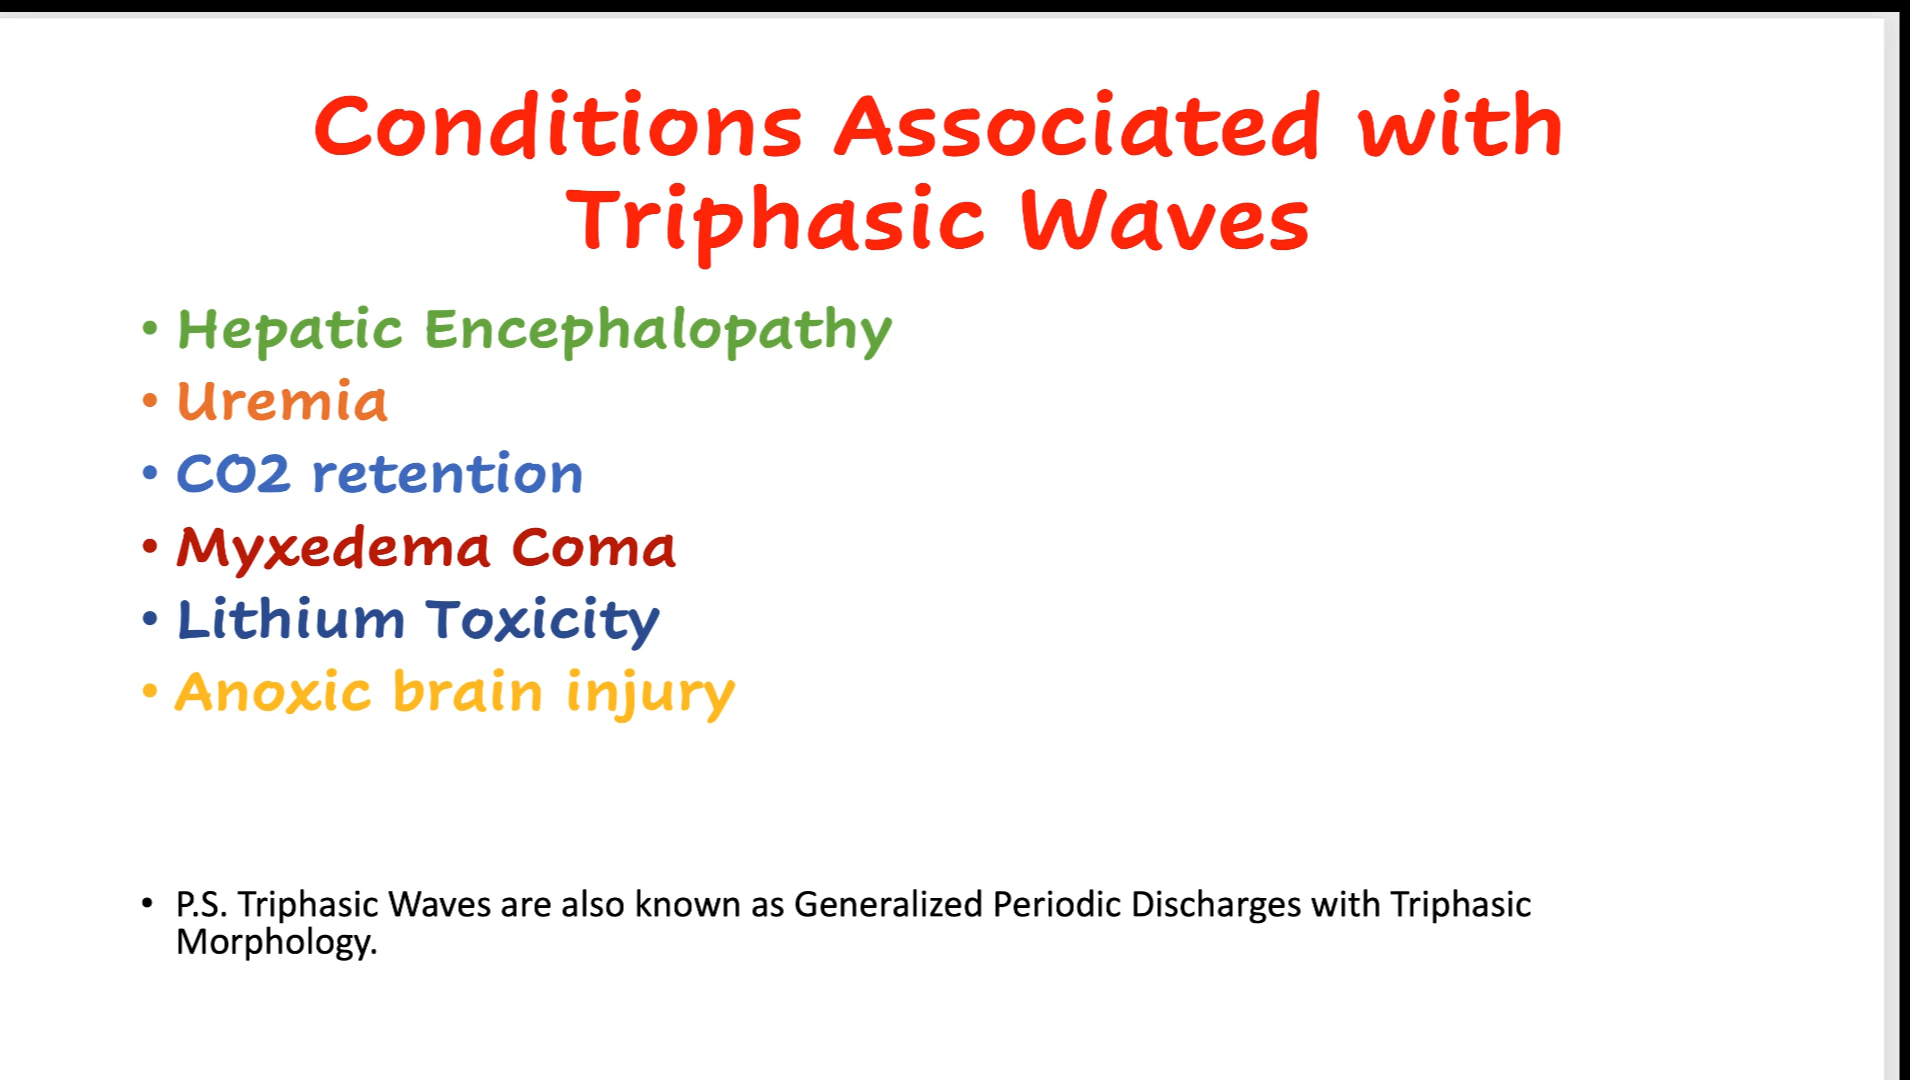 Conditions Associated with
Triphasic Waves
• Hepatic Encephalopathy
• Uremia
• CO2 retention
• Myxedema Coma
• Lithium Toxicity
• Anoxic brain injury
• P.S. Triphasic Waves are also known as Generalized Periodic Discharges with Triphasic
Morphology.